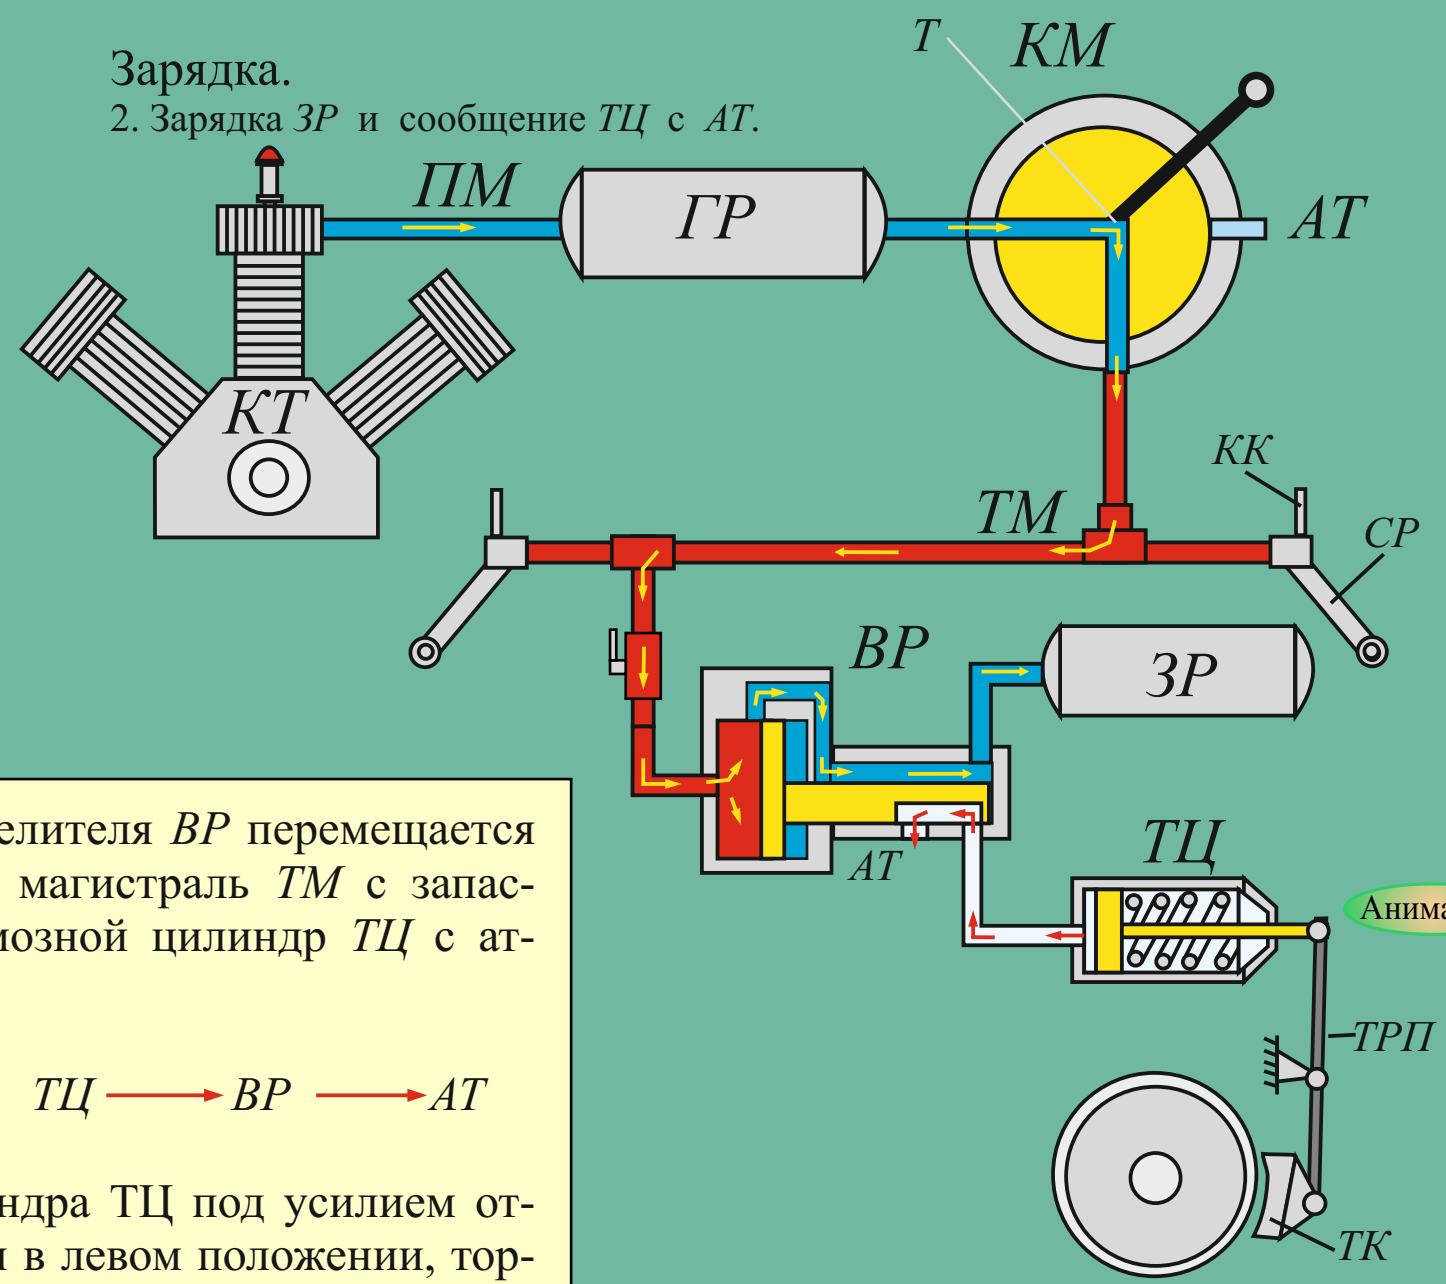 Зарядка.
2. Зарядка ЗР и сообщение ТЦ с АТ.
Т
КМ
ПМ
ГР
АТ
КТ
КК
ТМ
СР
ВР
ЗР
АТ
ТЦ
ТРП
ТК
елителя ВР перемещается
магистраль ТМ с запас-
мозной цилиндр ТЦ с ат-
ТЦ ВР АТ
ндра ТЦ под усилием от-
в левом положении, тор-
Анима